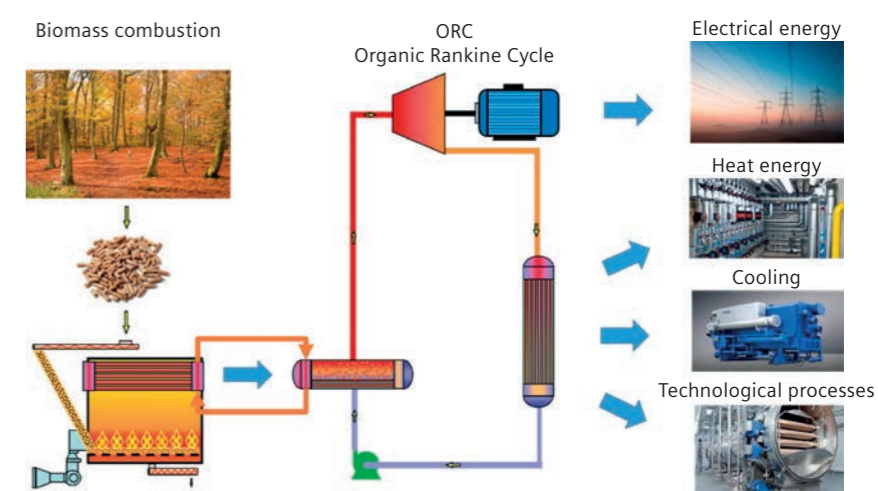 Biomass combustion
ORC
Organic Rankine Cycle
Electrical energy
Heat energy
Cooling
Technological processes